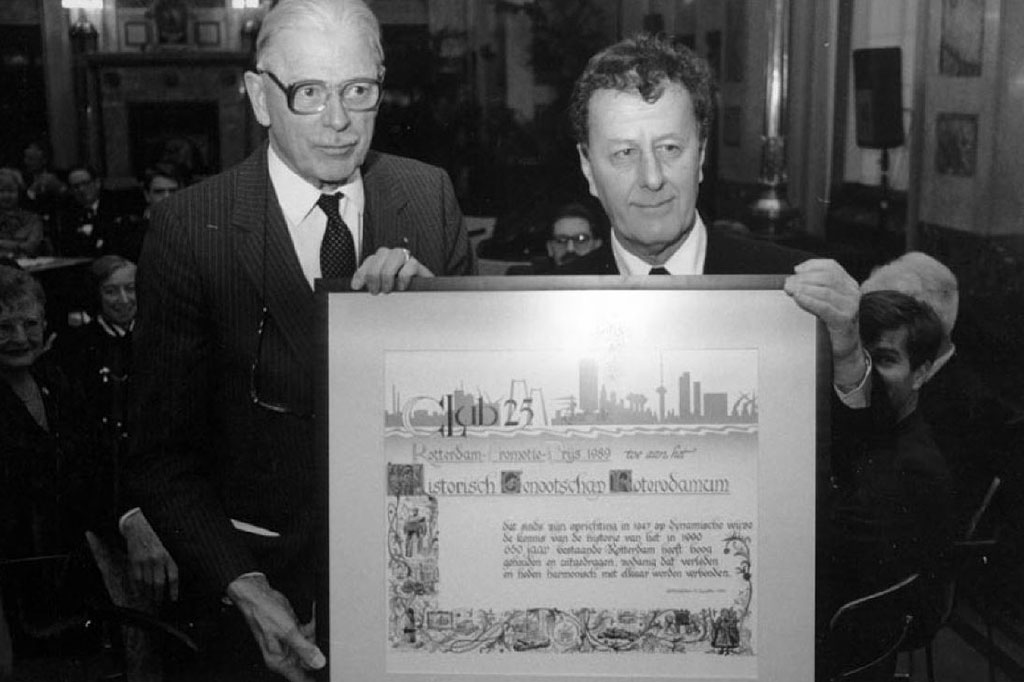 Club 25
Rotterdam-Promotie-Prijs 1989 toe aan het
Historisch Genootschap Roterodamum
dat sinds zijn oprichting in 1947 op dynamische wijze
de kennis van de historie van het in 1990
650 jaar bestaande Rotterdam heeft hoog
gehouden en uitgedragen, zodanig dat verleden
en heden harmonisch met elkaar worden verbonden.